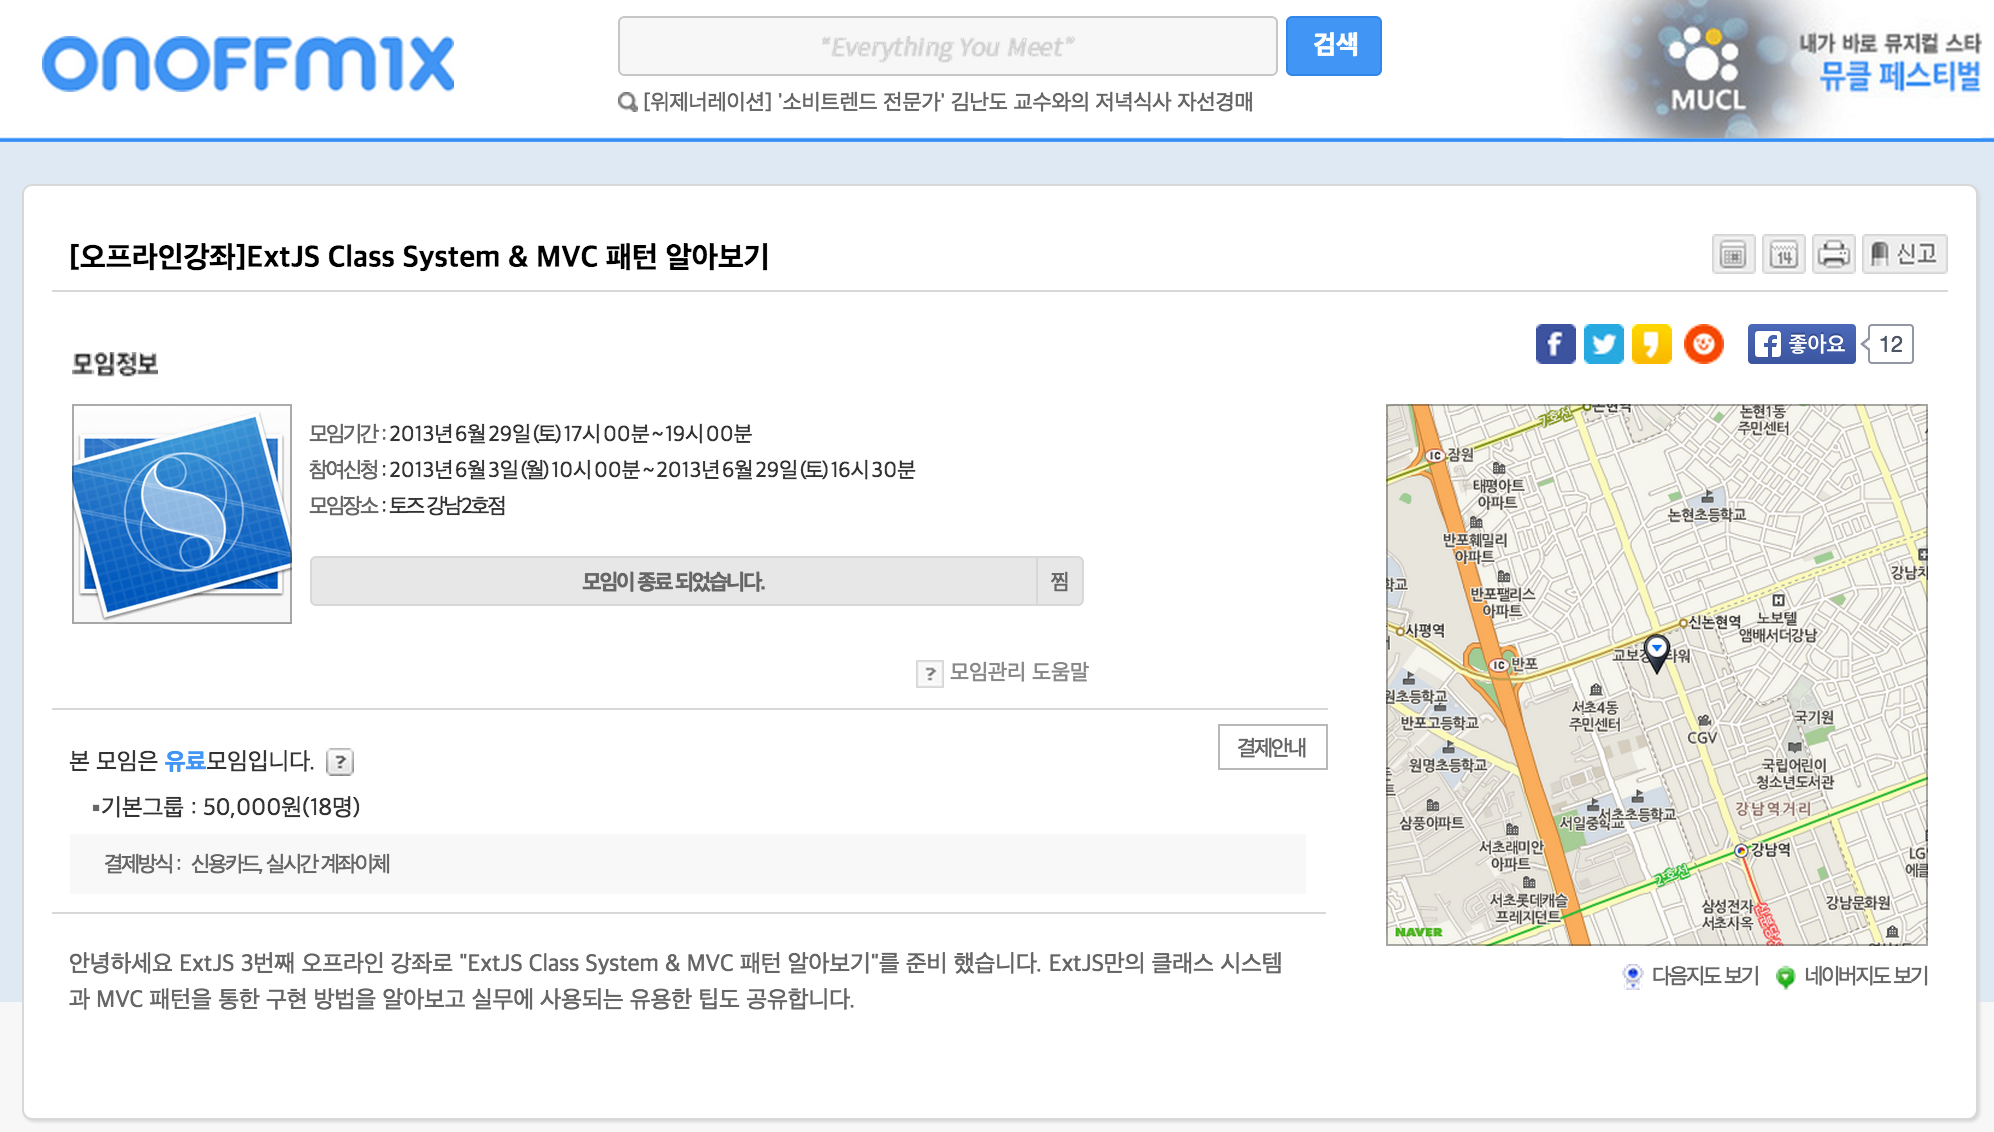 onoffmix
"Everything You Meet"
검색
[위제너레이션] '소비트렌드 전문가' 김난도 교수와의 저녁식사 자선경매
MUCL
내가 바로 뮤지컬 스타
뮤클 페스티벌
[오프라인강좌]ExtJS Class System & MVC 패턴 알아보기
14
신고
모임정보
좋아요
12
모임기간 : 2013년 6월 29일 (토) 17시 00분 ~ 19시 00분
참여신청 : 2013년 6월 3일 (월) 10시 00분 ~ 2013년 6월 29일 (토) 16시 30분
모임장소 : 토즈 강남2호점
모임이 종료 되었습니다.
찜
? 모임관리 도움말
본 모임은 유료모임입니다. ?
결제안내
▪기본그룹 : 50,000원(18명)
결제방식 : 신용카드, 실시간 계좌이체
안녕하세요 ExtJS 3번째 오프라인 강좌로 "ExtJS Class System & MVC 패턴 알아보기"를 준비 했습니다. ExtJS만의 클래스 시스템
과 MVC 패턴을 통한 구현 방법을 알아보고 실무에 사용되는 유용한 팁도 공유합니다.
7호선
논현역
논현1동
주민센터
IC 잠원
태평아트
아파트
논현초등학교
반포훼밀리
아파트
반포팰리스
아파트
사평역
신논현역
노보텔
앰배서더강남
IC 반포
서초4동
주민센터
반포고등학교
국기원
CGV
원명초등학교
국립어린이
청소년도서관
강남역거리
삼풍아파트
서일중학교
서초초등학교
서초래미안
아파트
강남역
2호선
서초롯데캐슬
프레지던트
삼성전자
서초사옥
강남문화원
NAVER
다음지도 보기
네이버지도 보기